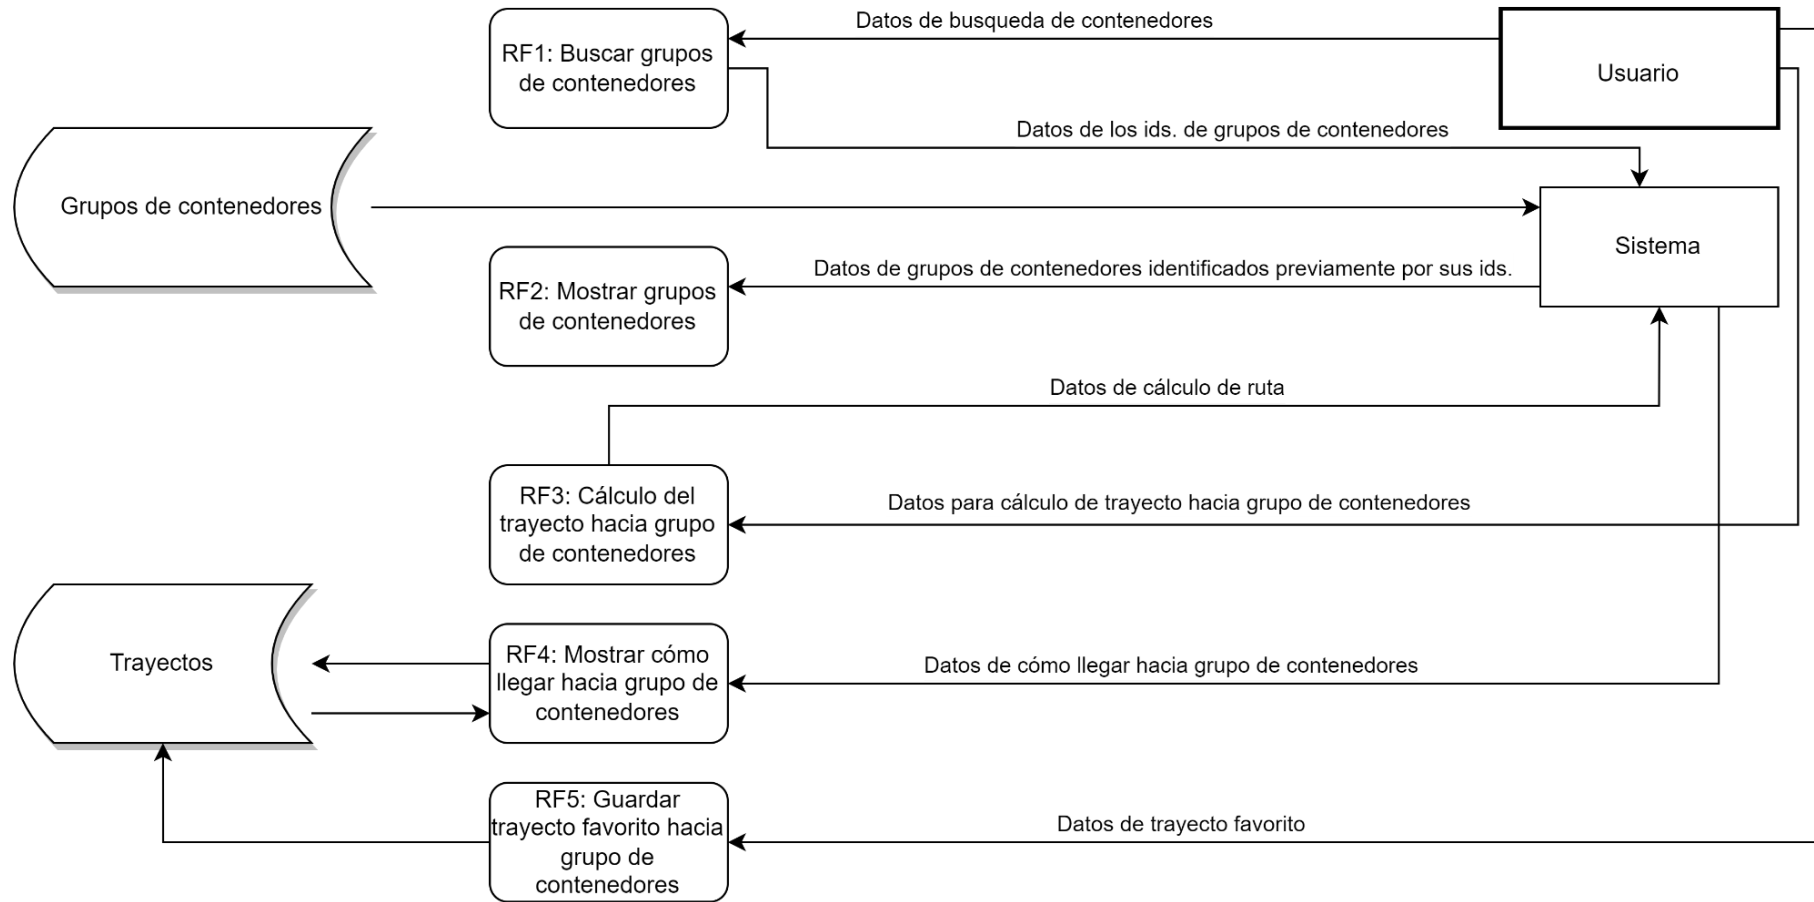 Datos de busqueda de contenedores
RF1: Buscar grupos
de contenedores
Usuario
Datos de los ids. de grupos de contenedores
Grupos de contenedores
Sistema
Datos de grupos de contenedores identificados previamente por sus ids.
RF2: Mostrar grupos
de contenedores
Datos de cálculo de ruta
RF3: Cálculo del
trayecto hacia grupo
de contenedores
Datos para cálculo de trayecto hacia grupo de contenedores
Trayectos
RF4: Mostrar cómo
llegar hacia grupo de
contenedores
Datos de cómo llegar hacia grupo de contenedores
RF5: Guardar
trayecto favorito hacia
grupo de
contenedores
Datos de trayecto favorito